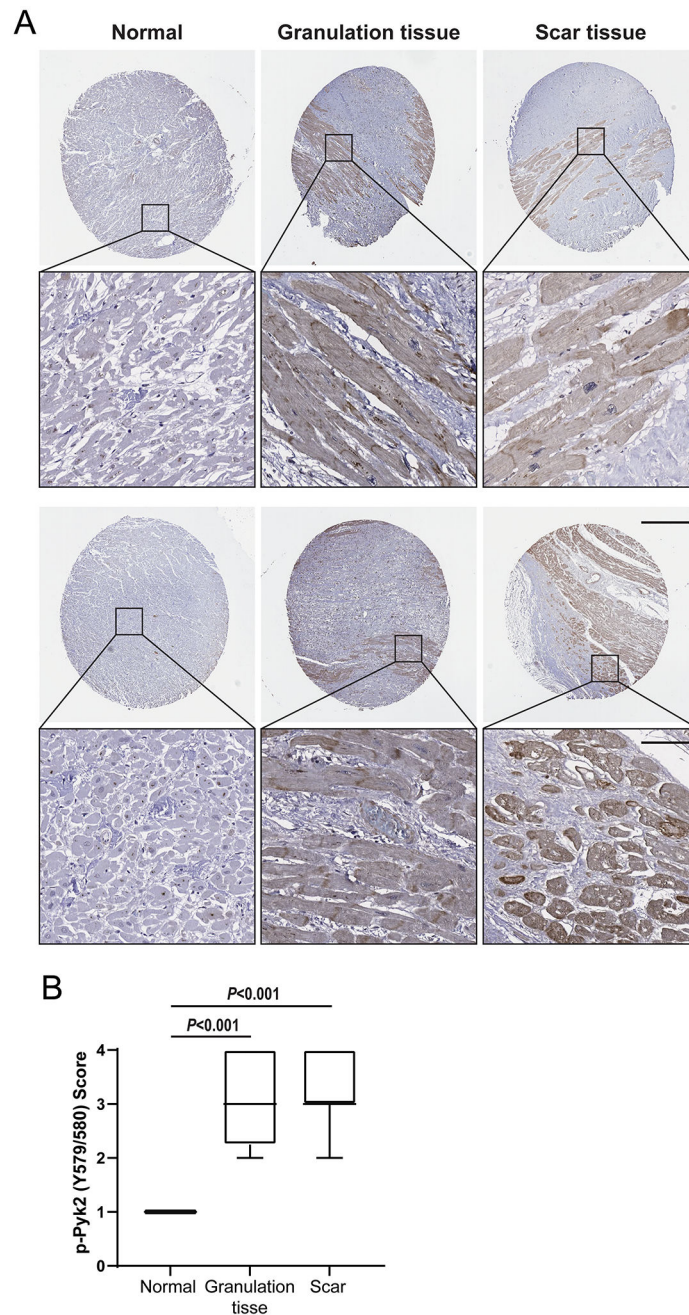 A
Normal
Granulation tissue
Scar tissue
B
P<0.001
P<0.001
p-Pyk2 (Y579/580) Score
4
3
2
1
0
Normal
Granulation
tisse
Scar